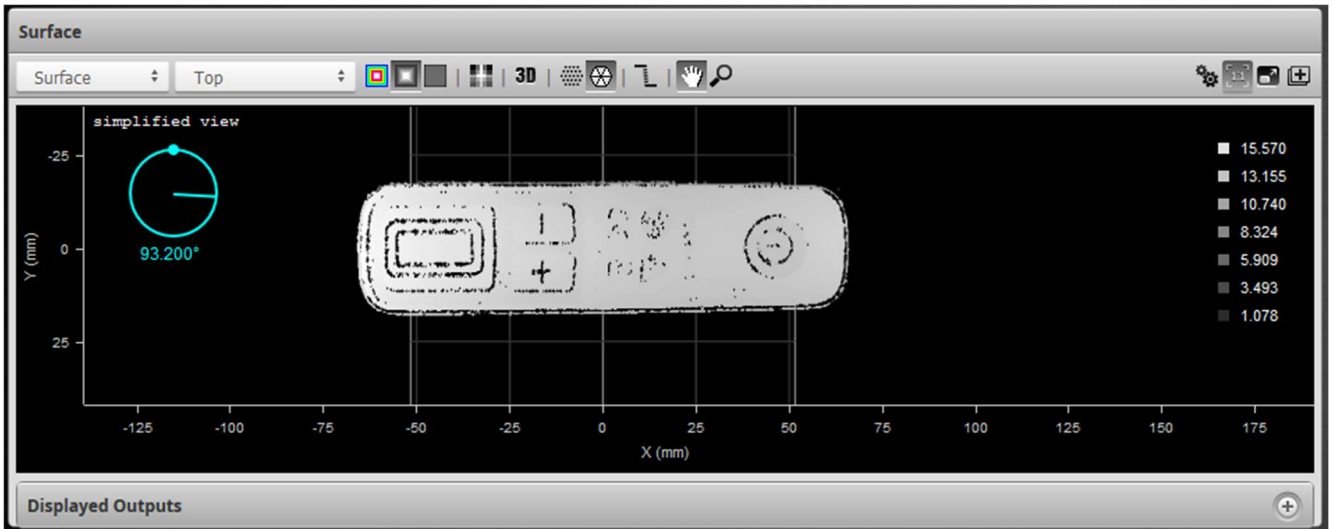 Surface
Surface Top 3D 1:1
simplified view
93.200°
15.570
13.155
10.740
8.324
5.909
3.493
1.078
Y (mm)
-25
0
25
-125 -100 -75 -50 -25 0 25 50 75 100 125 150 175
X (mm)
Displayed Outputs